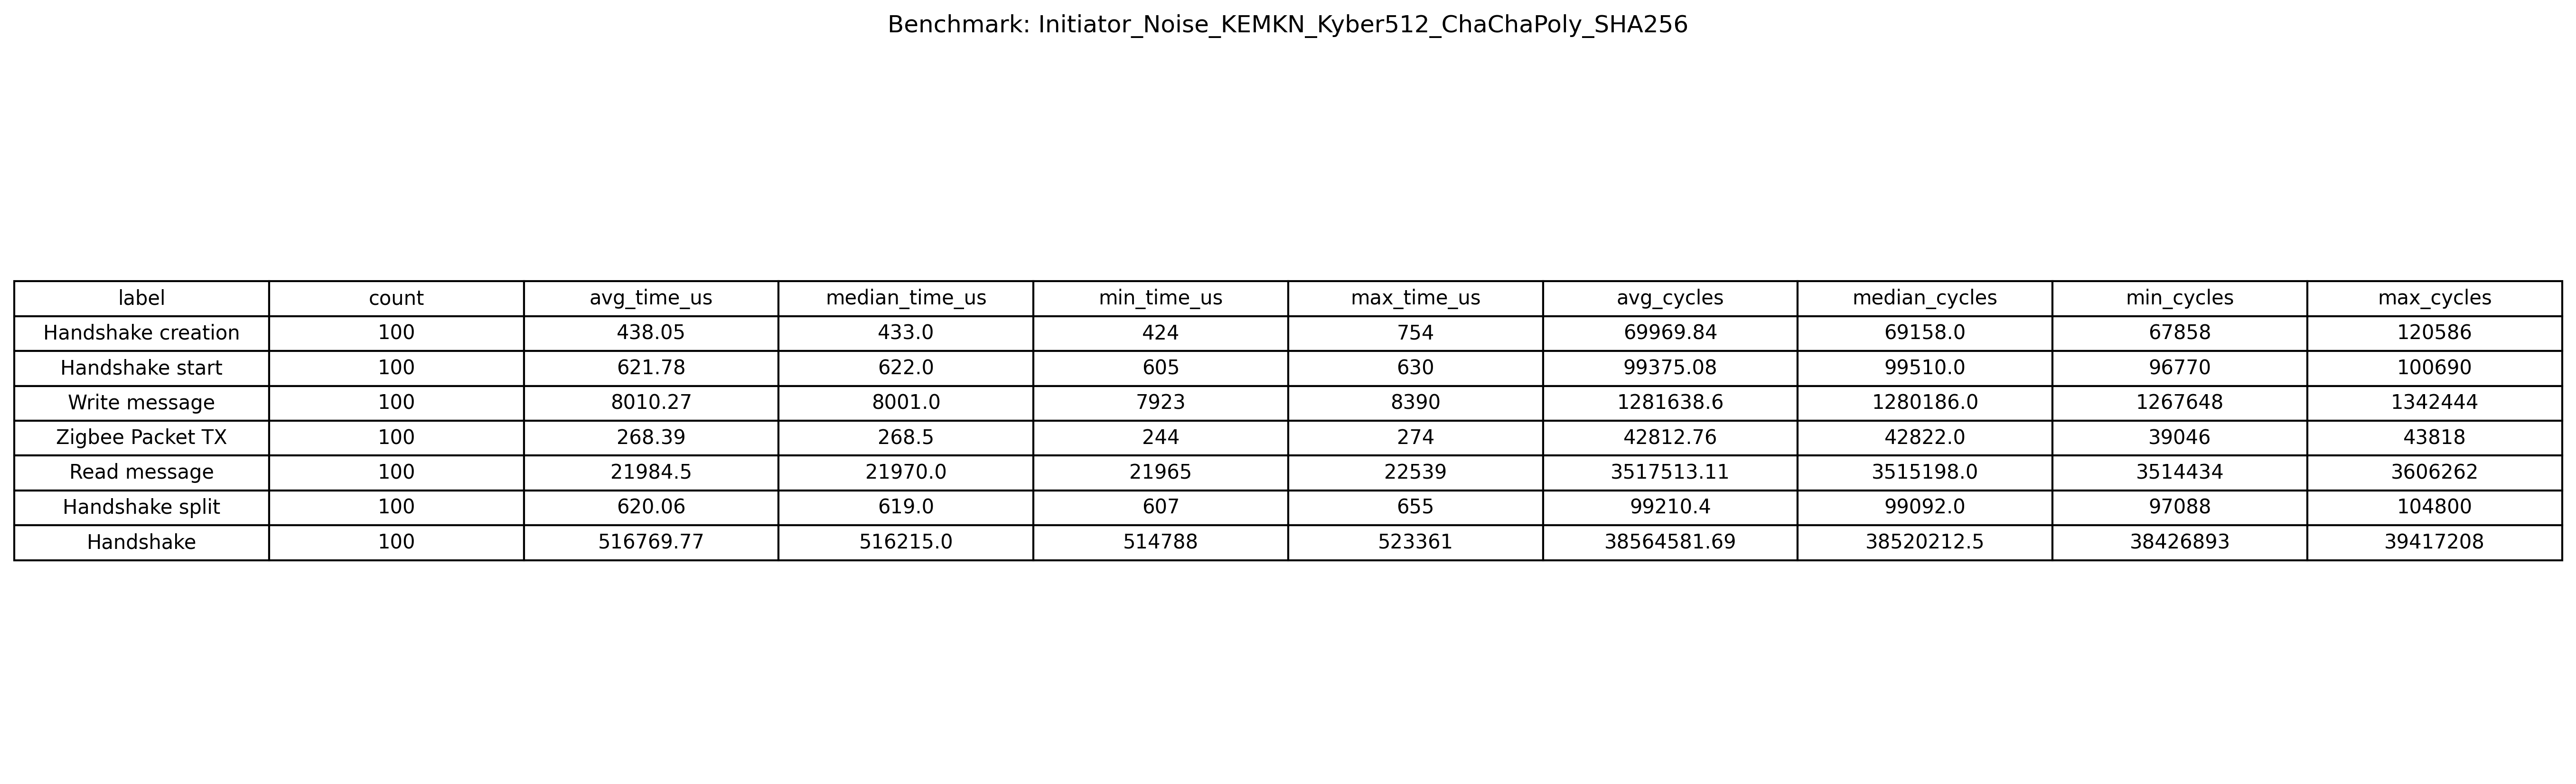 Benchmark: Initiator_Noise_KEMKN_Kyber512_ChaChaPoly_SHA256
label count avg_time_us median_time_us min_time_us max_time_us avg_cycles median_cycles min_cycles max_cycles
Handshake creation 100 438.05 433.0 424 754 69969.84 69158.0 67858 120586
Handshake start 100 621.78 622.0 605 630 99375.08 99510.0 96770 100690
Write message 100 8010.27 8001.0 7923 8390 1281638.6 1280186.0 1267648 1342444
Zigbee Packet TX 100 268.39 268.5 244 274 42812.76 42822.0 39046 43818
Read message 100 21984.5 21970.0 21965 22539 3517513.11 3515198.0 3514434 3606262
Handshake split 100 620.06 619.0 607 655 99210.4 99092.0 97088 104800
Handshake 100 516769.77 516215.0 514788 523361 38564581.69 38520212.5 38426893 39417208